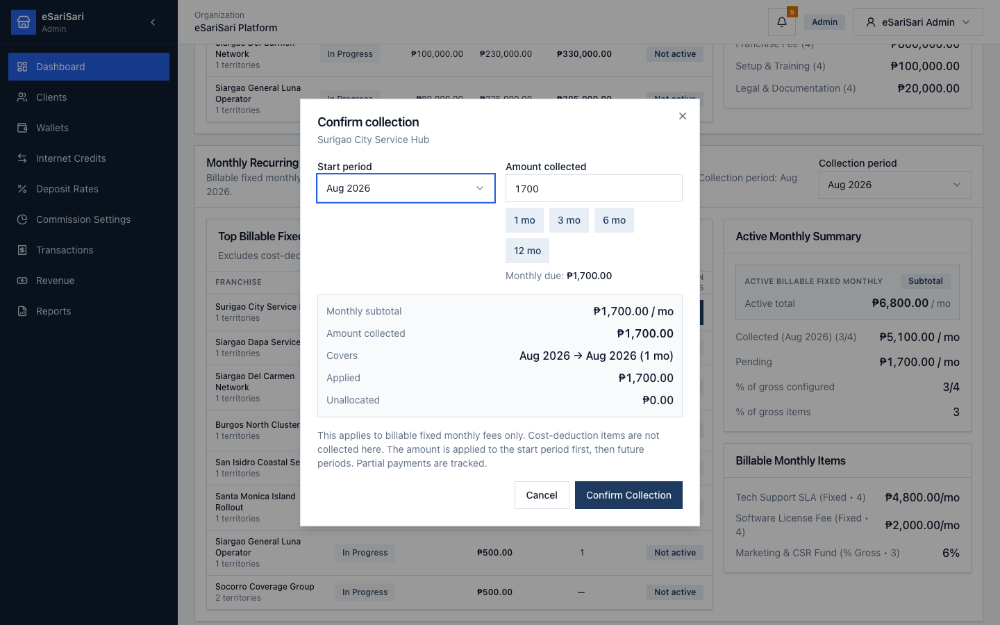 eSariSari
Admin
Dashboard
Clients
Wallets
Internet Credits
Deposit Rates
Commission Settings
Transactions
Revenue
Reports
Organization
eSariSari Platform
5
Admin
eSariSari Admin
Siargao Del Carmen
Network
1 territories
In Progress
₱100,000.00
₱230,000.00
₱330,000.00
Not active
Siargao General Luna
Operator
1 territories
In Progress
₱80,000.00
₱225,000.00
₱305,000.00
Not active
Franchise Fee (4)
₱800,000.00
Setup & Training (4)
₱100,000.00
Legal & Documentation (4)
₱20,000.00
Monthly Recurring
Billable fixed monthly
2026.
Collection period: Aug
Collection period
Aug 2026
Top Billable Fixed
Excludes cost-ded
FRANCHISE
Surigao City Service
1 territories
Siargao Dapa Service
1 territories
Siargao Del Carmen
Network
1 territories
Burgos North Cluster
1 territories
San Isidro Coastal Se
1 territories
Santa Monica Island
Rollout
1 territories
Siargao General Luna
Operator
1 territories
In Progress
₱500.00
1
Not active
Socorro Coverage Group
2 territories
In Progress
₱500.00
—
Not active
Confirm collection
Surigao City Service Hub
Start period
Aug 2026
Amount collected
1700
1 mo
3 mo
6 mo
12 mo
Monthly due: ₱1,700.00
Monthly subtotal
₱1,700.00 / mo
Amount collected
₱1,700.00
Covers
Aug 2026 → Aug 2026 (1 mo)
Applied
₱1,700.00
Unallocated
₱0.00
This applies to billable fixed monthly fees only. Cost-deduction items are not
collected here. The amount is applied to the start period first, then future
periods. Partial payments are tracked.
Cancel
Confirm Collection
Active Monthly Summary
ACTIVE BILLABLE FIXED MONTHLY
Subtotal
Active total
₱6,800.00 / mo
Collected (Aug 2026) (3/4)
₱5,100.00 / mo
Pending
₱1,700.00 / mo
% of gross configured
3/4
% of gross items
3
Billable Monthly Items
Tech Support SLA (Fixed • 4)
₱4,800.00/mo
Software License Fee (Fixed •
4)
₱2,000.00/mo
Marketing & CSR Fund (% Gross • 3)
6%